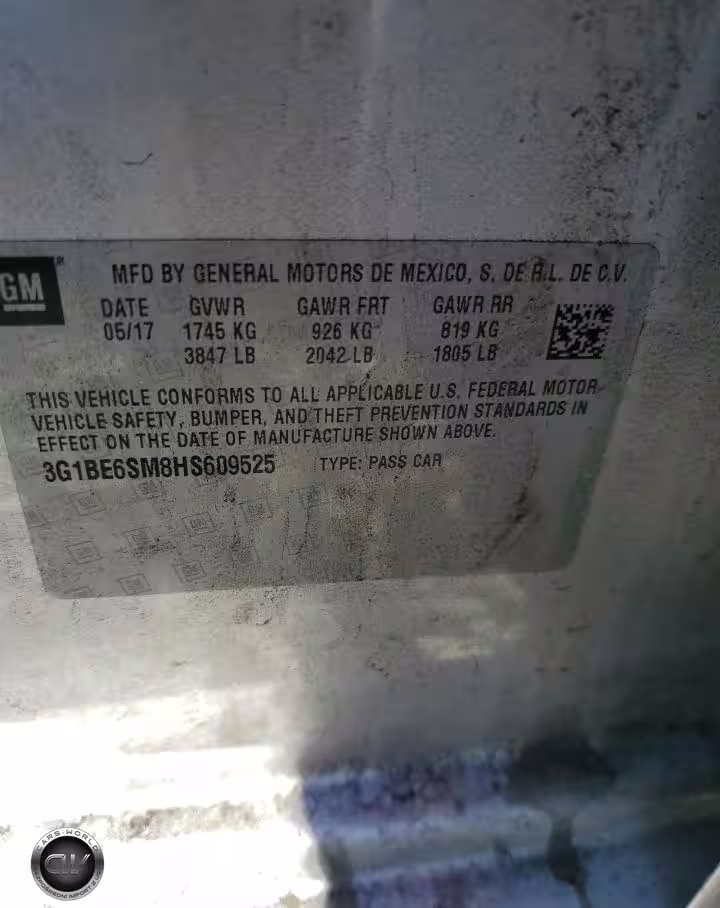 GM
MFD BY GENERAL MOTORS DE MEXICO, S. DE R.L. DE C.V.
DATE GVWR GAWR FRT GAWR RR
05/17 1745 KG 926 KG 819 KG
3847 LB 2042 LB 1805 LB
THIS VEHICLE CONFORMS TO ALL APPLICABLE U.S. FEDERAL MOTOR
VEHICLE SAFETY, BUMPER, AND THEFT PREVENTION STANDARDS IN
EFFECT ON THE DATE OF MANUFACTURE SHOWN ABOVE.
3G1BE6SM8HS609525 TYPE: PASS CAR
CARS-WORLD
CW